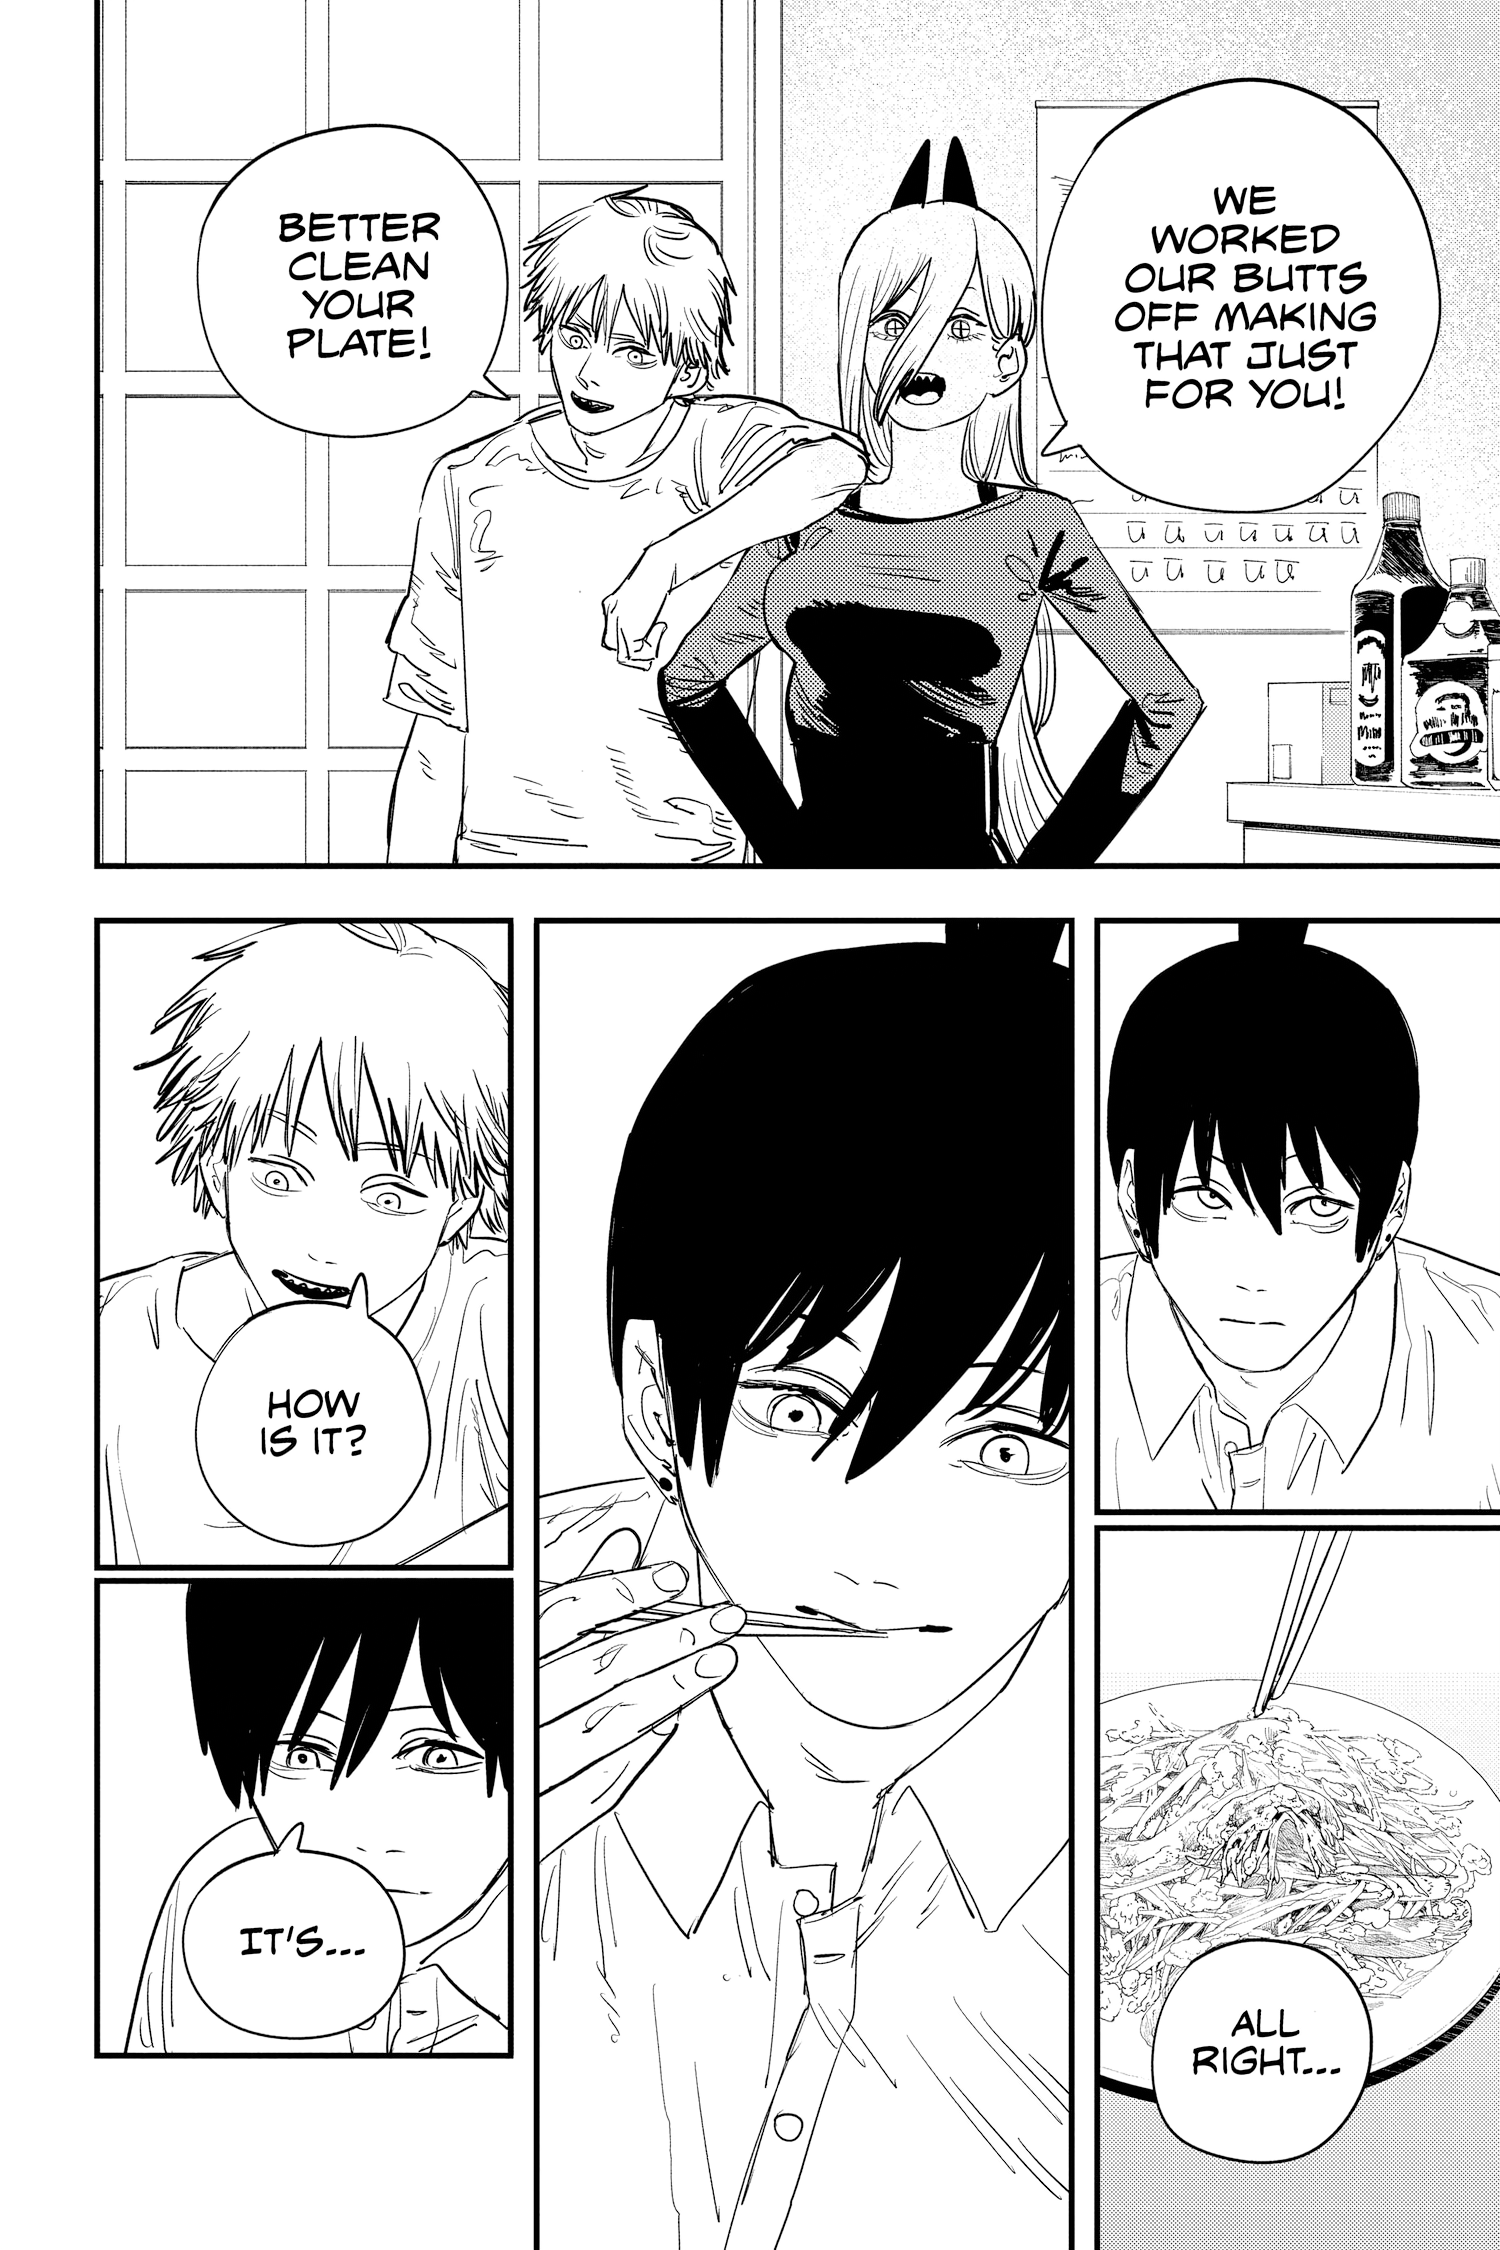 WE
WORKED
OUR BUTTS
OFF MAKING
THAT JUST
FOR YOU!
BETTER
CLEAN
YOUR
PLATE!
ALL
RIGHT...
HOW
IS IT?
IT'S...